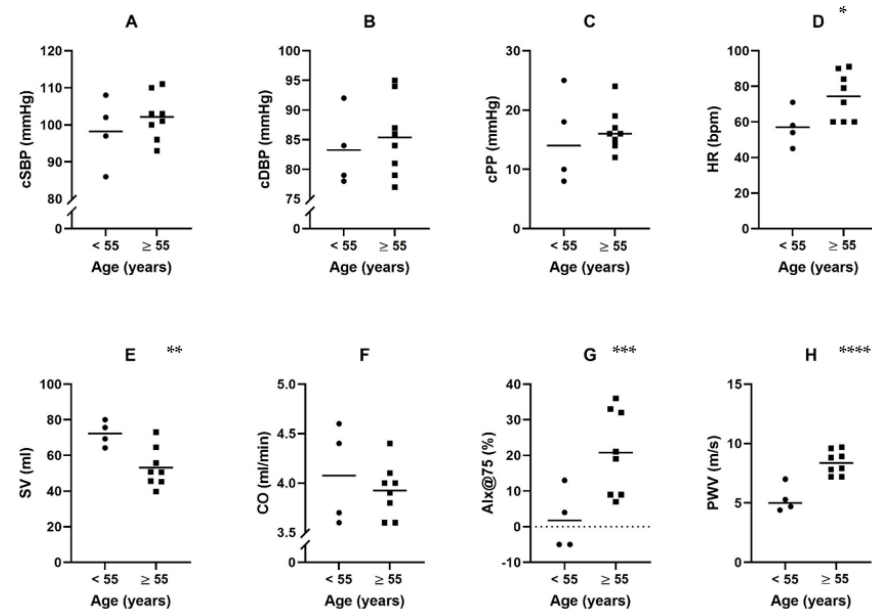 A
cSBP (mmHg)
120
110
100
90
80
0
< 55 ≥ 55
Age (years)
B
cDBP (mmHg)
100
95
90
85
80
75
0
< 55 ≥ 55
Age (years)
C
cPP (mmHg)
30
20
10
0
< 55 ≥ 55
Age (years)
D *
HR (bpm)
100
80
60
40
20
0
< 55 ≥ 55
Age (years)
E **
SV (ml)
100
80
60
40
20
0
< 55 ≥ 55
Age (years)
F
CO (ml/min)
5.0
4.5
4.0
3.5
0
< 55 ≥ 55
Age (years)
G ***
AIx@75 (%)
40
30
20
10
0
-10
< 55 ≥ 55
Age (years)
H ****
PWV (m/s)
15
10
5
0
< 55 ≥ 55
Age (years)